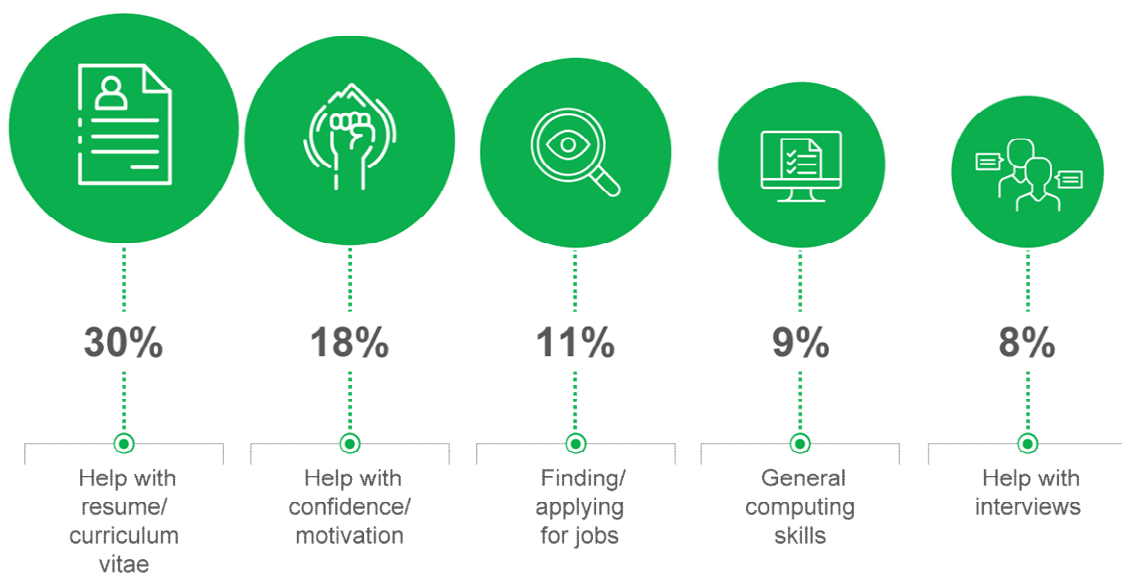 30%
18%
11%
9%
8%
Help with
resume/
curriculum
vitae
Help with
confidence/
motivation
Finding/
applying
for jobs
General
computing
skills
Help with
interviews